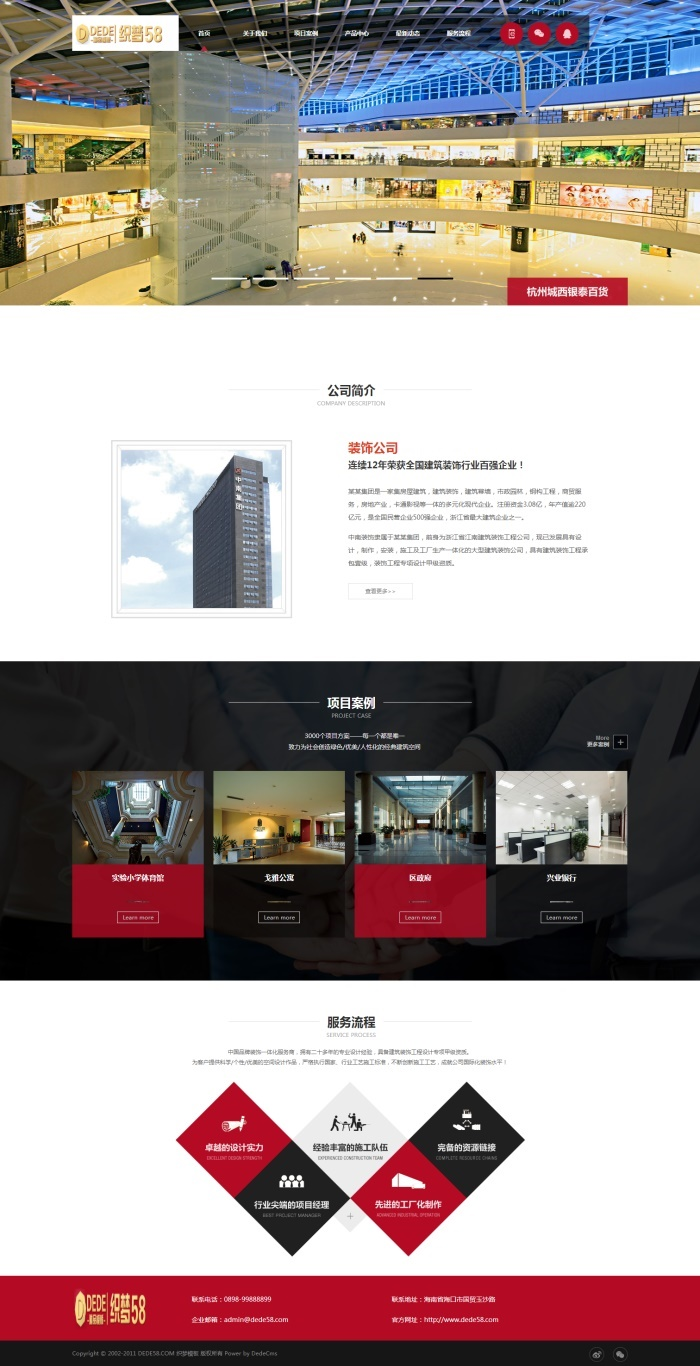 DEDE 织梦58
首页 关于我们 项目案例 产品中心 最新动态 服务流程
杭州城西银泰百货
公司简介
COMPANY DESCRIPTION
中南集团
装饰公司
连续12年荣获全国建筑装饰行业百强企业！
某某集团是一家集房屋建筑，建筑装饰，建筑幕墙，市政园林，钢构工程，商贸服
务，房地产业，卡通影视等一体的多元化现代企业。注册资金3.08亿，年产值逾220
亿元，是全国民营企业500强企业，浙江省最大建筑企业之一。
中南装饰隶属于某某集团，前身为浙江省江南建筑装饰工程公司，现已发展具有设
计，制作，安装，施工及工厂生产一体化的大型建筑装饰公司，具有建筑装饰工程承
包壹级，装饰工程专项设计甲级资质。
查看更多>>
项目案例
PROJECT CASE
3000个项目方案——每一个都是唯一
致力为社会创造绿色/优美/人性化的经典建筑空间
More
更多案例 +
实验小学体育馆
Learn more
戈雅公寓
Learn more
区政府
Learn more
兴业银行
Learn more
服务流程
SERVICE PROCESS
中国品牌装饰一体化服务商，拥有二十多年的专业设计经验，具备建筑装饰工程设计专项甲级资质。
为客户提供科学/个性/优美的空间设计作品，严格执行国家、行业工艺施工标准，不断创新施工工艺，成就公司国际化装饰水平！
卓越的设计实力
EXCELLENT DESIGN STRENGTH
经验丰富的施工队伍
EXPERIENCED CONSTRUCTION TEAM
完备的资源链接
COMPLETE RESOURCE CHAINS
行业尖端的项目经理
BEST PROJECT MANAGER
先进的工厂化制作
ADVANCED INDUSTRIAL OPERATION
+
DEDE 织梦58
联系电话：0898-99888899
联系地址：海南省海口市国贸玉沙路
企业邮箱：admin@dede58.com
官方网址：http://www.dede58.com
Copyright © 2002-2011 DEDE58.COM 织梦模板 版权所有 Power by DedeCms